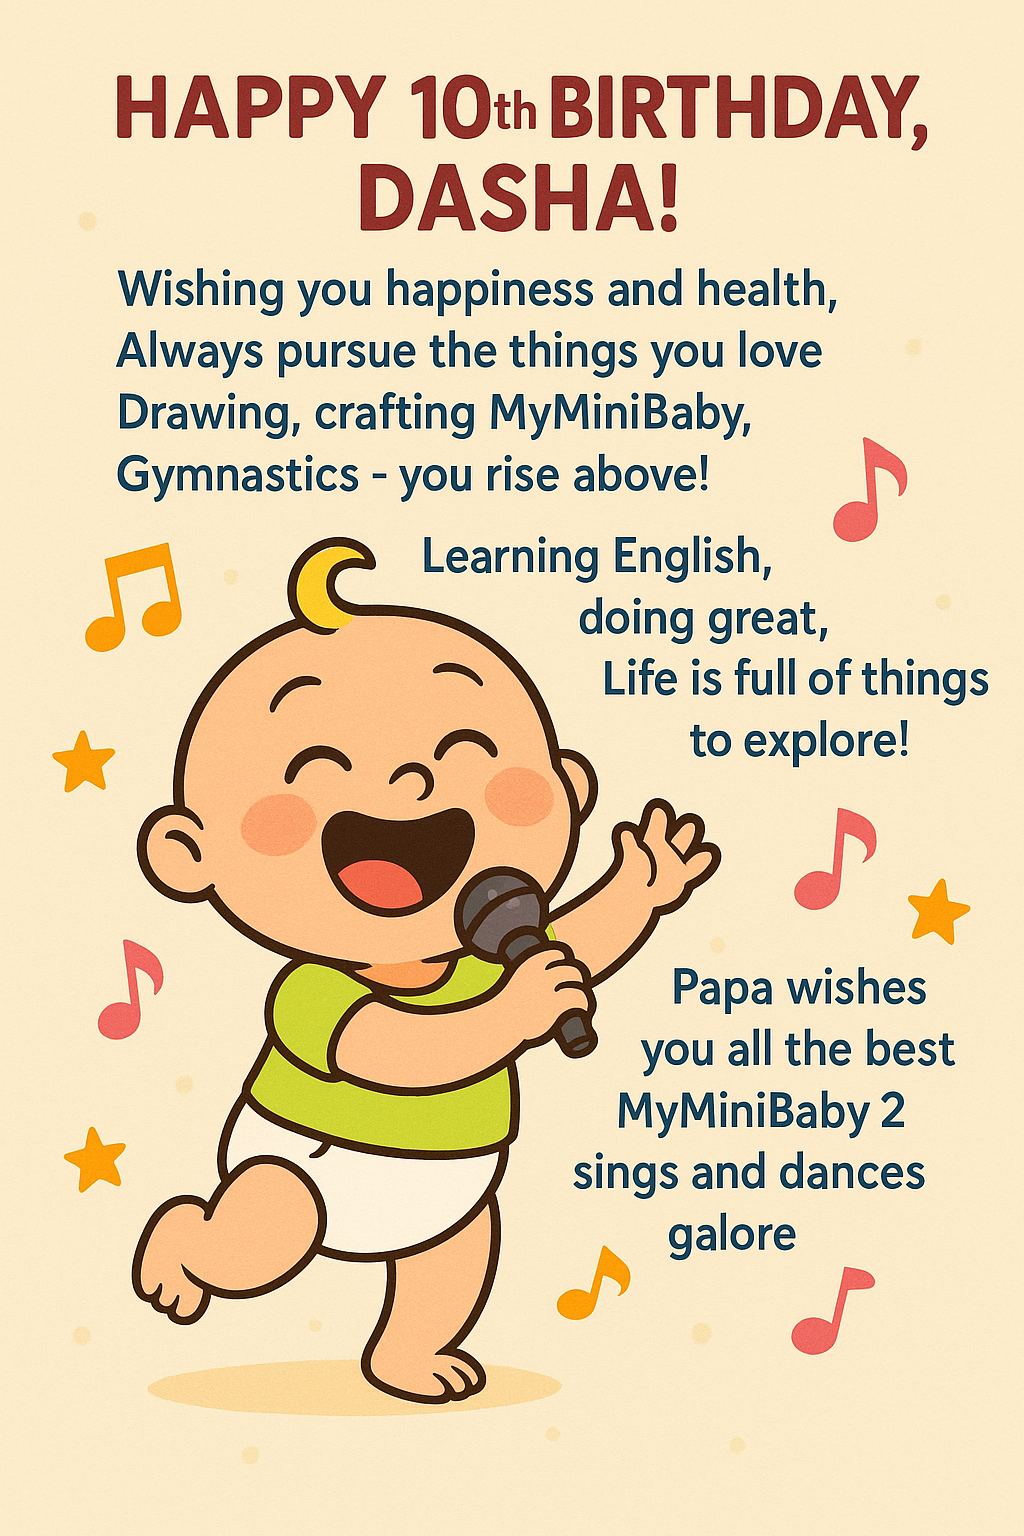 HAPPY 10th BIRTHDAY,
DASHA!
Wishing you happiness and health,
Always pursue the things you love
Drawing, crafting MyMiniBaby,
Gymnastics - you rise above!
Learning English,
doing great,
Life is full of things
to explore!
Papa wishes
you all the best
MyMiniBaby 2
sings and dances
galore